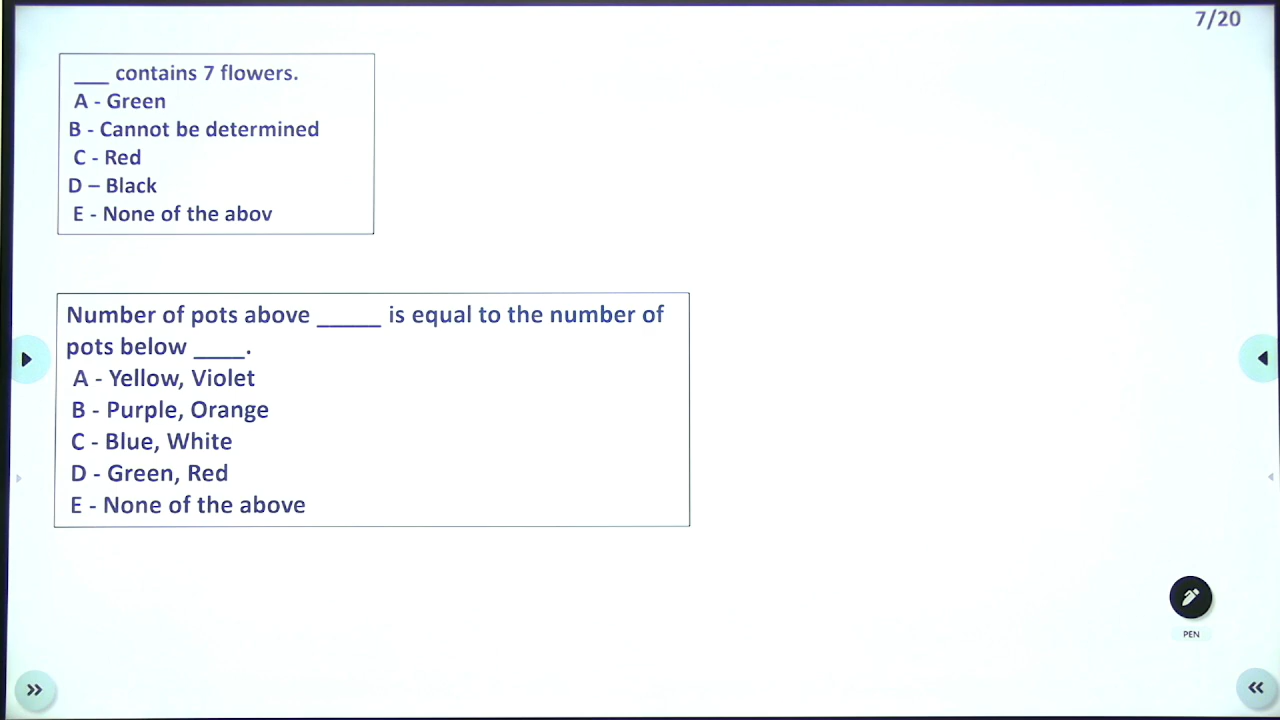 7/20
___ contains 7 flowers.
A - Green
B - Cannot be determined
C - Red
D – Black
E - None of the abov
Number of pots above _____ is equal to the number of
pots below ____.
A - Yellow, Violet
B - Purple, Orange
C - Blue, White
D - Green, Red
E - None of the above
PEN